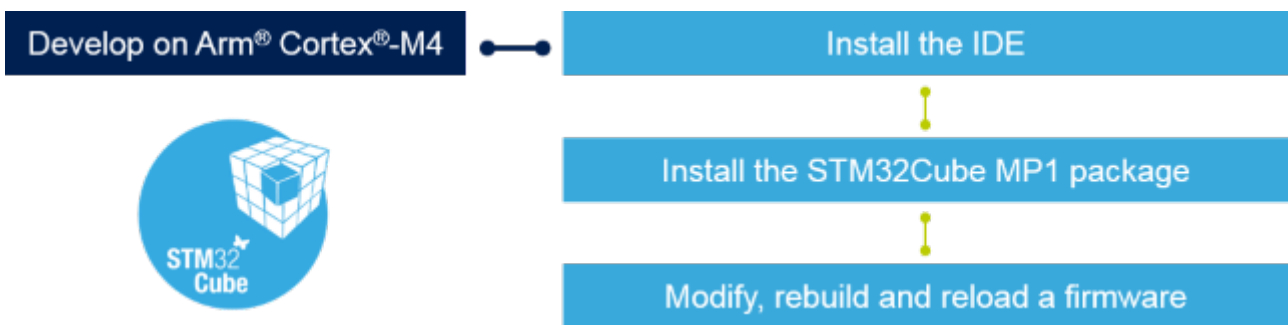 Develop on Arm® Cortex®-M4
Install the IDE
Install the STM32Cube MP1 package
STM32
Cube
Modify, rebuild and reload a firmware